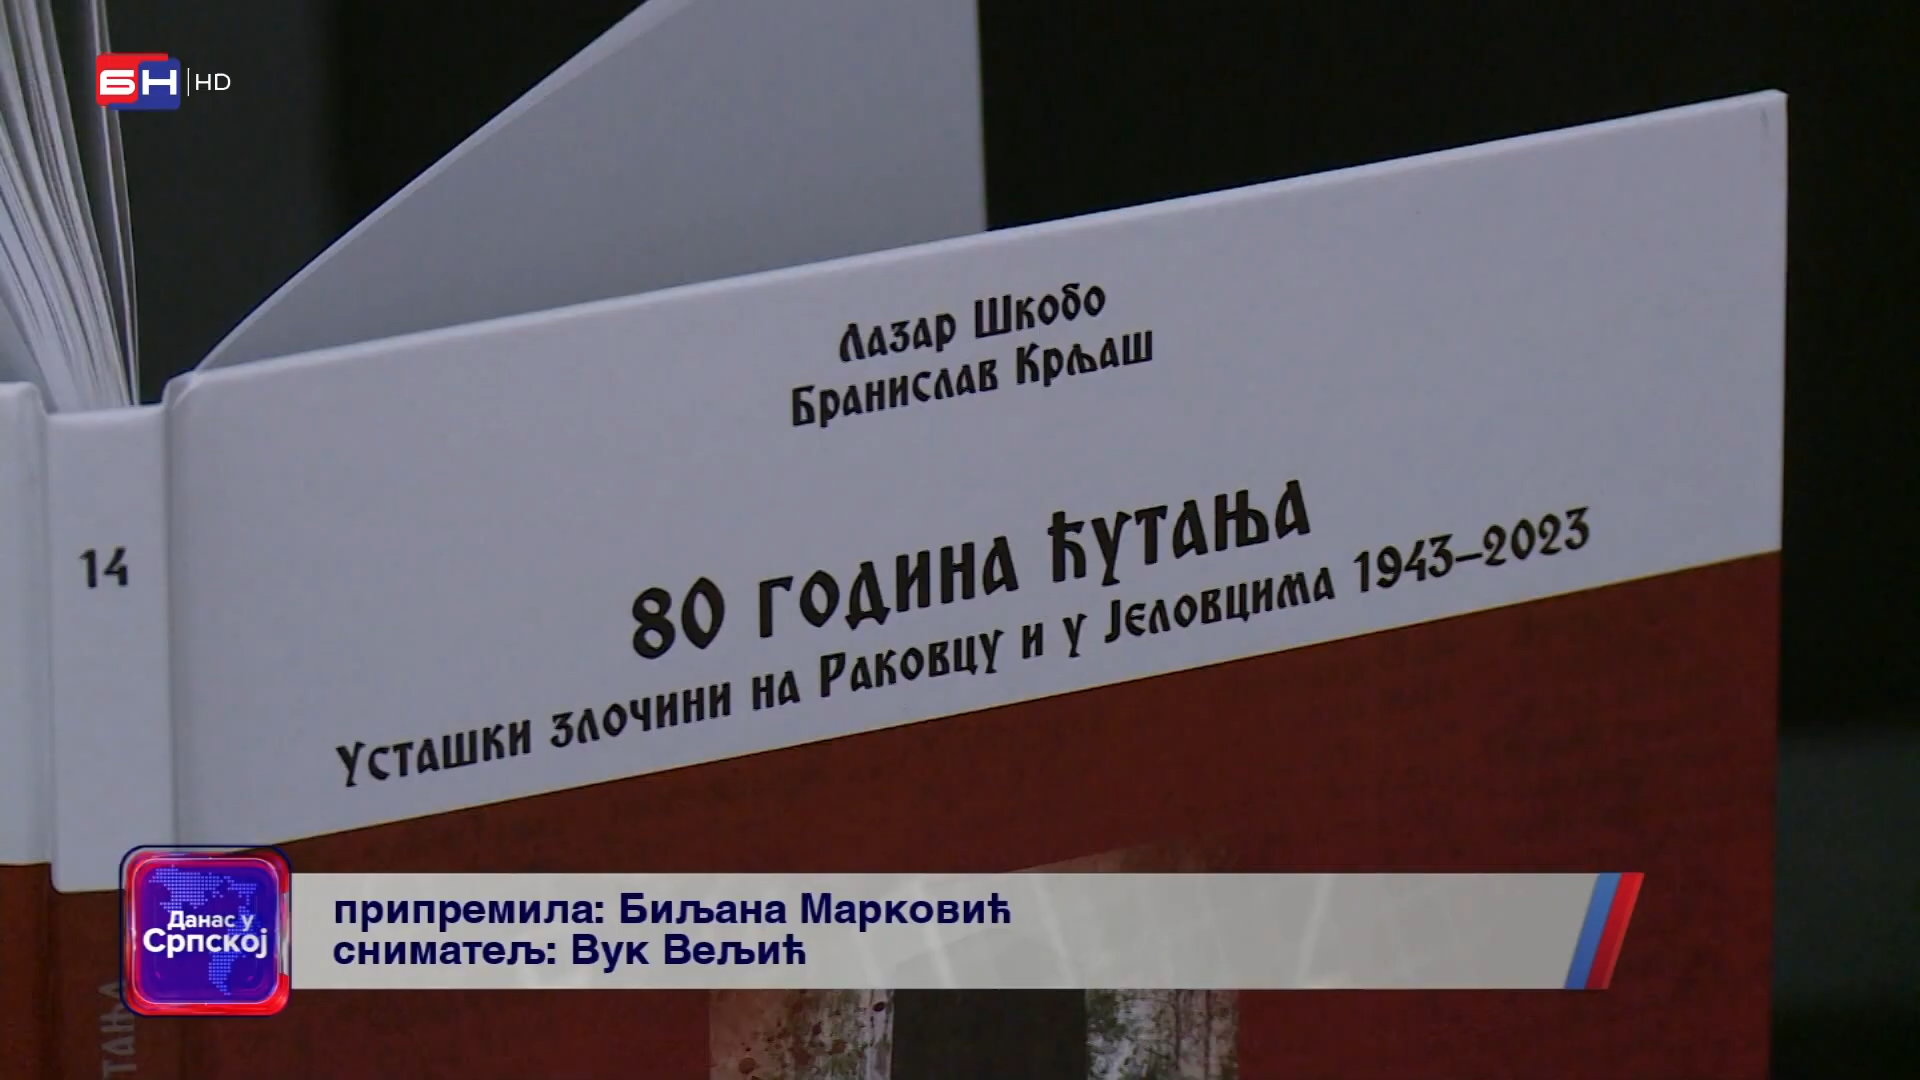 БН HD
Лазар Шкобо
Бранислав Крљаш
80 година ћутања
Усташки злочини на Раковцу и у Јеловцима 1943–2023
14
Данас у
Српској
припремила: Биљана Марковић
сниматељ: Вук Вељић